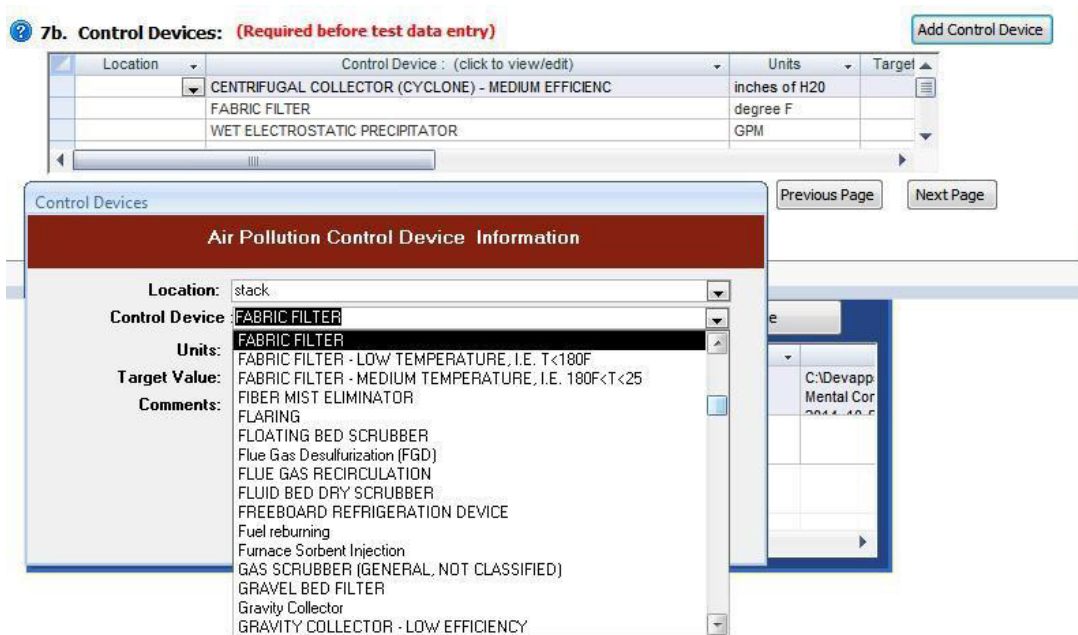 7b. Control Devices: (Required before test data entry)
Add Control Device
Location Control Device : (click to view/edit) Units Target
CENTRIFUGAL COLLECTOR (CYCLONE) - MEDIUM EFFICIENC inches of H20
FABRIC FILTER degree F
WET ELECTROSTATIC PRECIPITATOR GPM
Previous Page Next Page
Control Devices
Air Pollution Control Device Information
Location: stack
Control Device : FABRIC FILTER
Units:
Target Value:
Comments:
FABRIC FILTER
FABRIC FILTER - LOW TEMPERATURE, I.E. T<180F
FABRIC FILTER - MEDIUM TEMPERATURE, I.E. 180F<T<25
FIBER MIST ELIMINATOR
FLARING
FLOATING BED SCRUBBER
Flue Gas Desulfurization (FGD)
FLUE GAS RECIRCULATION
FLUID BED DRY SCRUBBER
FREEBOARD REFRIGERATION DEVICE
Fuel reburning
Furnace Sorbent Injection
GAS SCRUBBER (GENERAL, NOT CLASSIFIED)
GRAVEL BED FILTER
Gravity Collector
GRAVITY COLLECTOR - LOW EFFICIENCY
e
C:\Devapp
Mental Cor